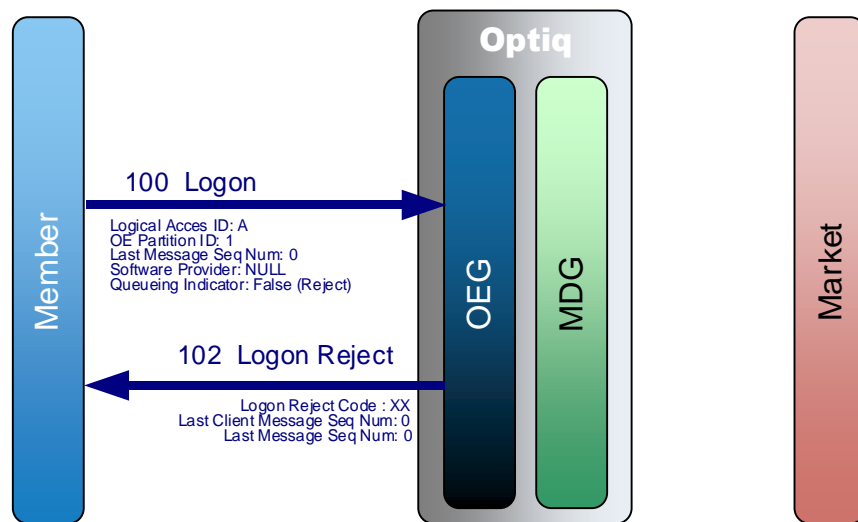 Optiq
Member
100 Logon
Logical Acces ID: A
OE Partition ID: 1
Last Message Seq Num: 0
Software Provider: NULL
Queueing Indicator: False (Reject)
OEG
MDG
Market
102 Logon Reject
Logon Reject Code : XX
Last Client Message Seq Num: 0
Last Message Seq Num: 0